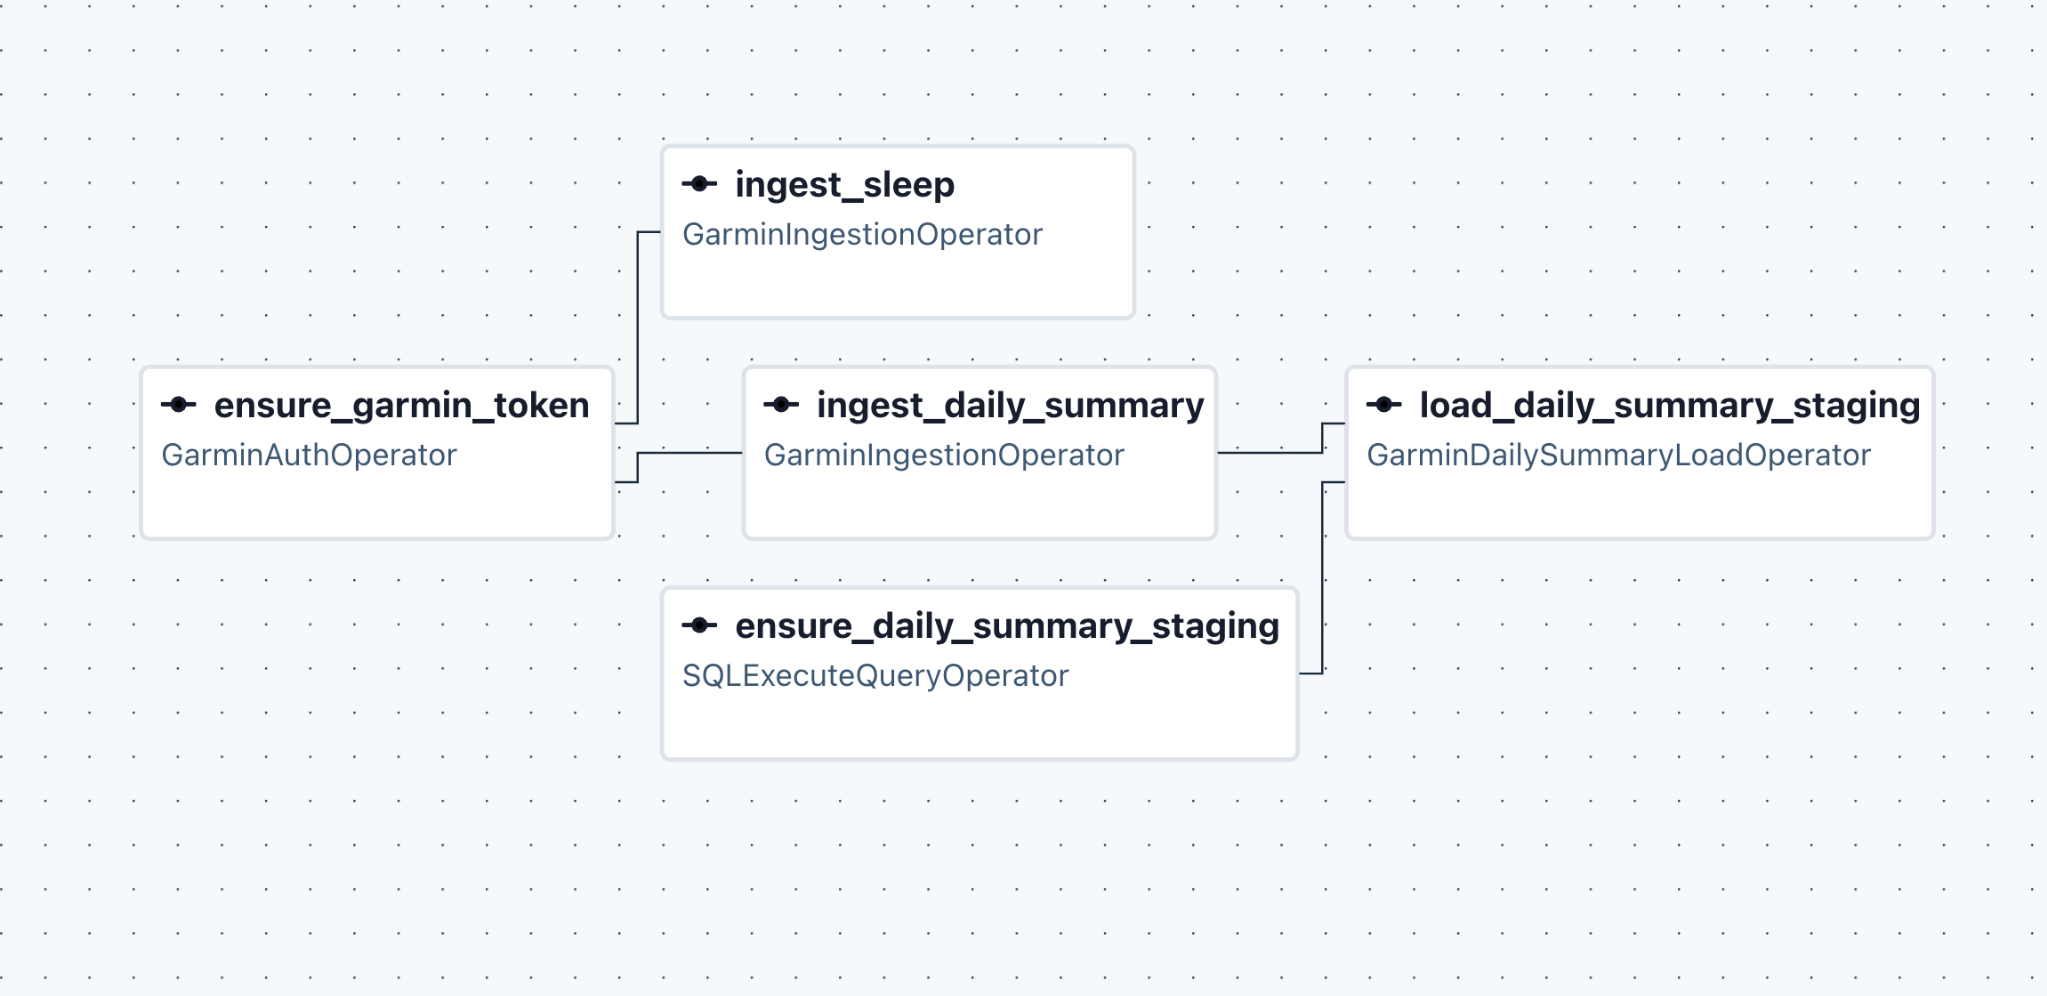 ingest_sleep
GarminIngestionOperator
ensure_garmin_token
GarminAuthOperator
ingest_daily_summary
GarminIngestionOperator
load_daily_summary_staging
GarminDailySummaryLoadOperator
ensure_daily_summary_staging
SQLExecuteQueryOperator